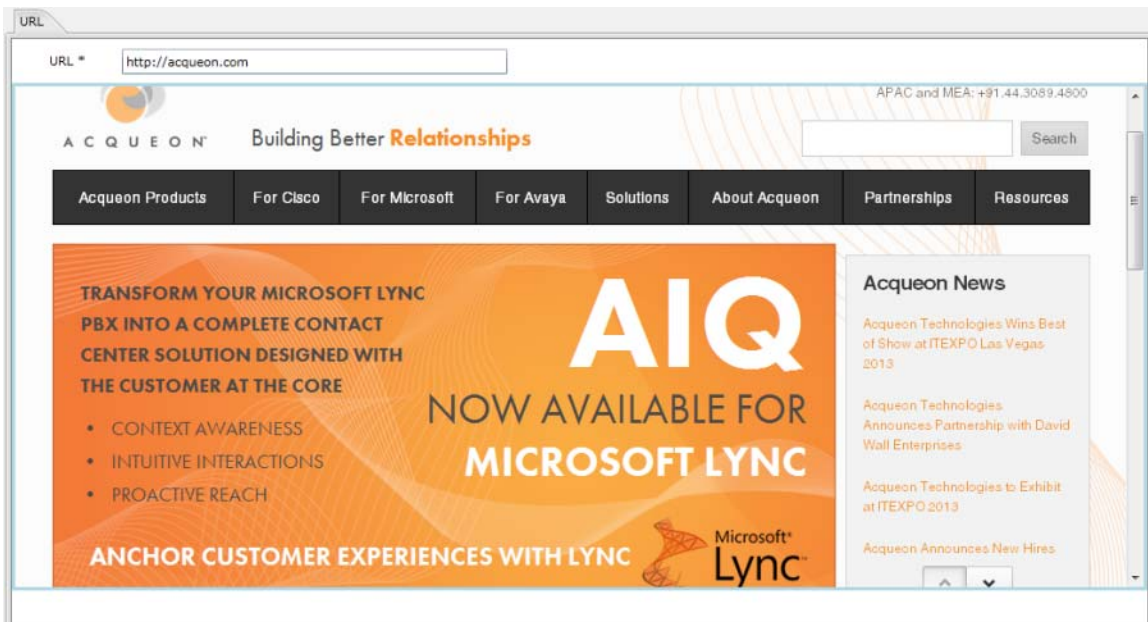 URL
URL * http://acqueon.com
APAC and MEA: +91.44.3089.4800
ACQUEON Building Better Relationships
Search
Acqueon Products For Cisco For Microsoft For Avaya Solutions About Acqueon Partnerships Resources
TRANSFORM YOUR MICROSOFT LYNC
PBX INTO A COMPLETE CONTACT
CENTER SOLUTION DESIGNED WITH
THE CUSTOMER AT THE CORE
• CONTEXT AWARENESS
• INTUITIVE INTERACTIONS
• PROACTIVE REACH
AIQ
NOW AVAILABLE FOR
MICROSOFT LYNC
ANCHOR CUSTOMER EXPERIENCES WITH LYNC
Microsoft®
Lync™
Acqueon News
Acqueon Technologies Wins Best
of Show at ITEXPO Las Vegas
2013
Acqueon Technologies
Announces Partnership with David
Wall Enterprises
Acqueon Technologies to Exhibit
at ITEXPO 2013
Acqueon Announces New Hires